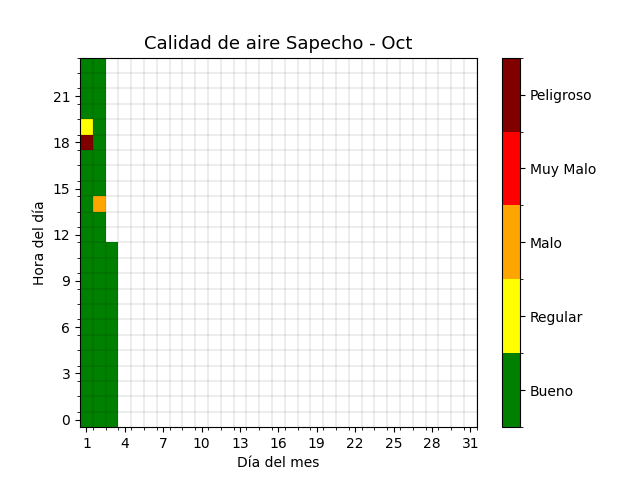 Calidad de aire Sapecho - Oct
Hora del día
21
18
15
12
9
6
3
0
1 4 7 10 13 16 19 22 25 28 31
Día del mes
Peligroso
Muy Malo
Malo
Regular
Bueno